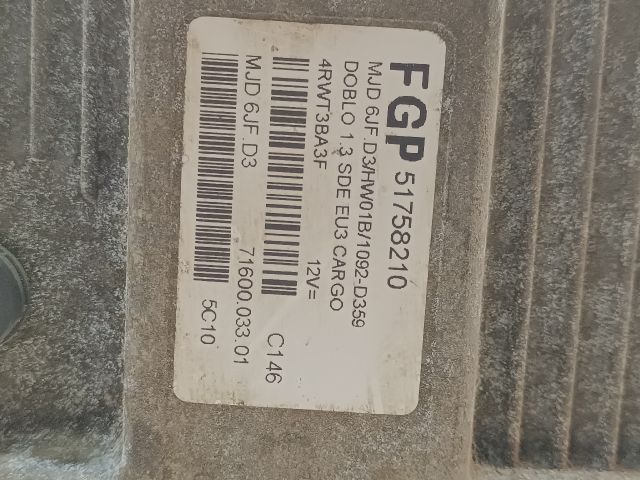 FGP 51758210
MJD 6JF.D3/HW01B/1092-D359
DOBLO 1.3 SDE EU3 CARGO
4RWT3BA3F 12V=
C146
MJD 6JF.D3 71600.033.01
5C10